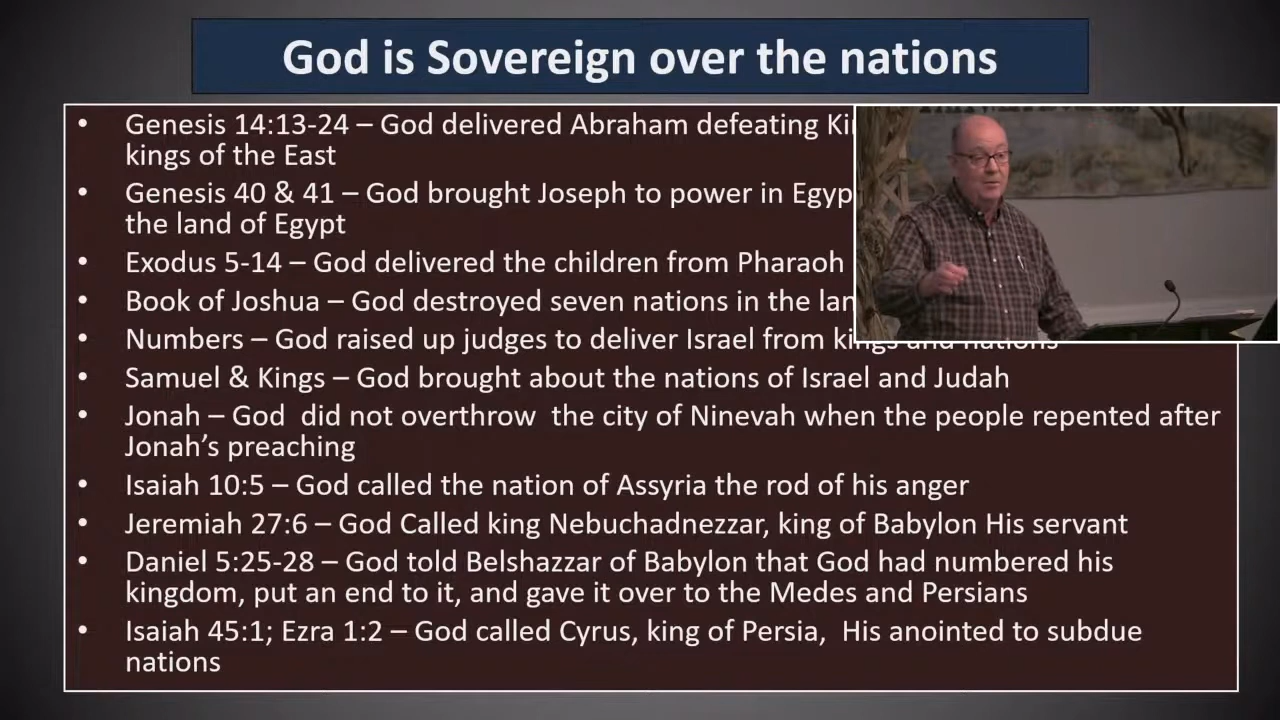 God is Sovereign over the nations
• Genesis 14:13-24 – God delivered Abraham defeating
kings of the East
• Genesis 40 & 41 – God brought Joseph to power in Egyp
the land of Egypt
• Exodus 5-14 – God delivered the children from Pharaoh
• Book of Joshua – God destroyed seven nations in the lan
• Numbers – God raised up judges to deliver Israel from kings and nations
• Samuel & Kings – God brought about the nations of Israel and Judah
• Jonah – God  did not overthrow  the city of Ninevah when the people repented after
Jonah’s preaching
• Isaiah 10:5 – God called the nation of Assyria the rod of his anger
• Jeremiah 27:6 – God Called king Nebuchadnezzar, king of Babylon His servant
• Daniel 5:25-28 – God told Belshazzar of Babylon that God had numbered his
kingdom, put an end to it, and gave it over to the Medes and Persians
• Isaiah 45:1; Ezra 1:2 – God called Cyrus, king of Persia,  His anointed to subdue
nations